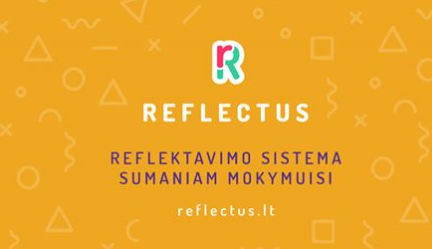 REFLECTUS
REFLEKTAVIMO SISTEMA
SUMANIAM MOKYMUISI
reflectus.lt